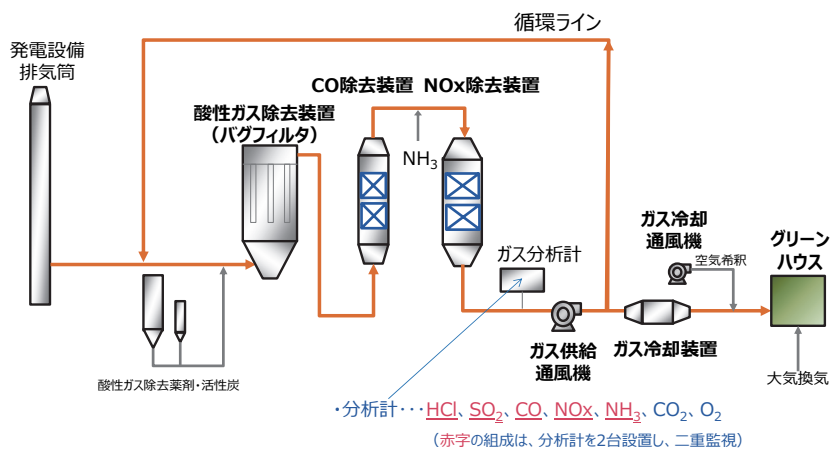 循環ライン
発電設備
排気筒
CO除去装置 NOx除去装置
酸性ガス除去装置
（バグフィルタ）
NH3
ガス分析計
ガス冷却
通風機
空気希釈
グリーン
ハウス
ガス供給
通風機
ガス冷却装置
大気換気
酸性ガス除去薬剤・活性炭
・分析計・・・HCl、SO2、CO、NOx、NH3、CO2、O2
（赤字の組成は、分析計を2台設置し、二重監視）